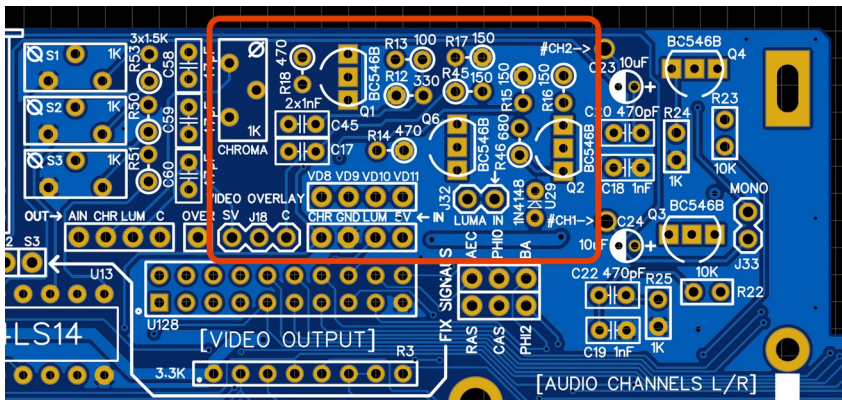 3x1.5K
S1 1K
S2 1K
S3 1K
R53
R50
R51
C58
C59
C60
47pF
1K
CHROMA
R18 470
Q1
BC546B
R13 100
R12 330
R17 150
R45 150
2x1nF
C45
C17
R14 470
Q6
BC546B
R15 150
R16 150
R46 680
BC546B
Q2
#CH2->
C23 10uF
BC546B
Q4
C20 470pF
C18 1nF
R24
1K
R23
10K
VIDEO OVERLAY
VD8 VD9 VD10 VD11
OUT→ AIN CHR LUM C OVER SV J18 C
CHR GND LUM 5V ← IN
J32
LUMA IN
1N4148
U29
#CH1->
C24
10uF
Q3
BC546B
MONO
J33
S3
U13
U128
[VIDEO OUTPUT]
FIX SIGNALS
AEC
PHI0
BA
RAS
CAS
PHI2
C22 470pF
C19 1nF
R25
1K
10K
R22
LS14
3.3K
R3
[AUDIO CHANNELS L/R]